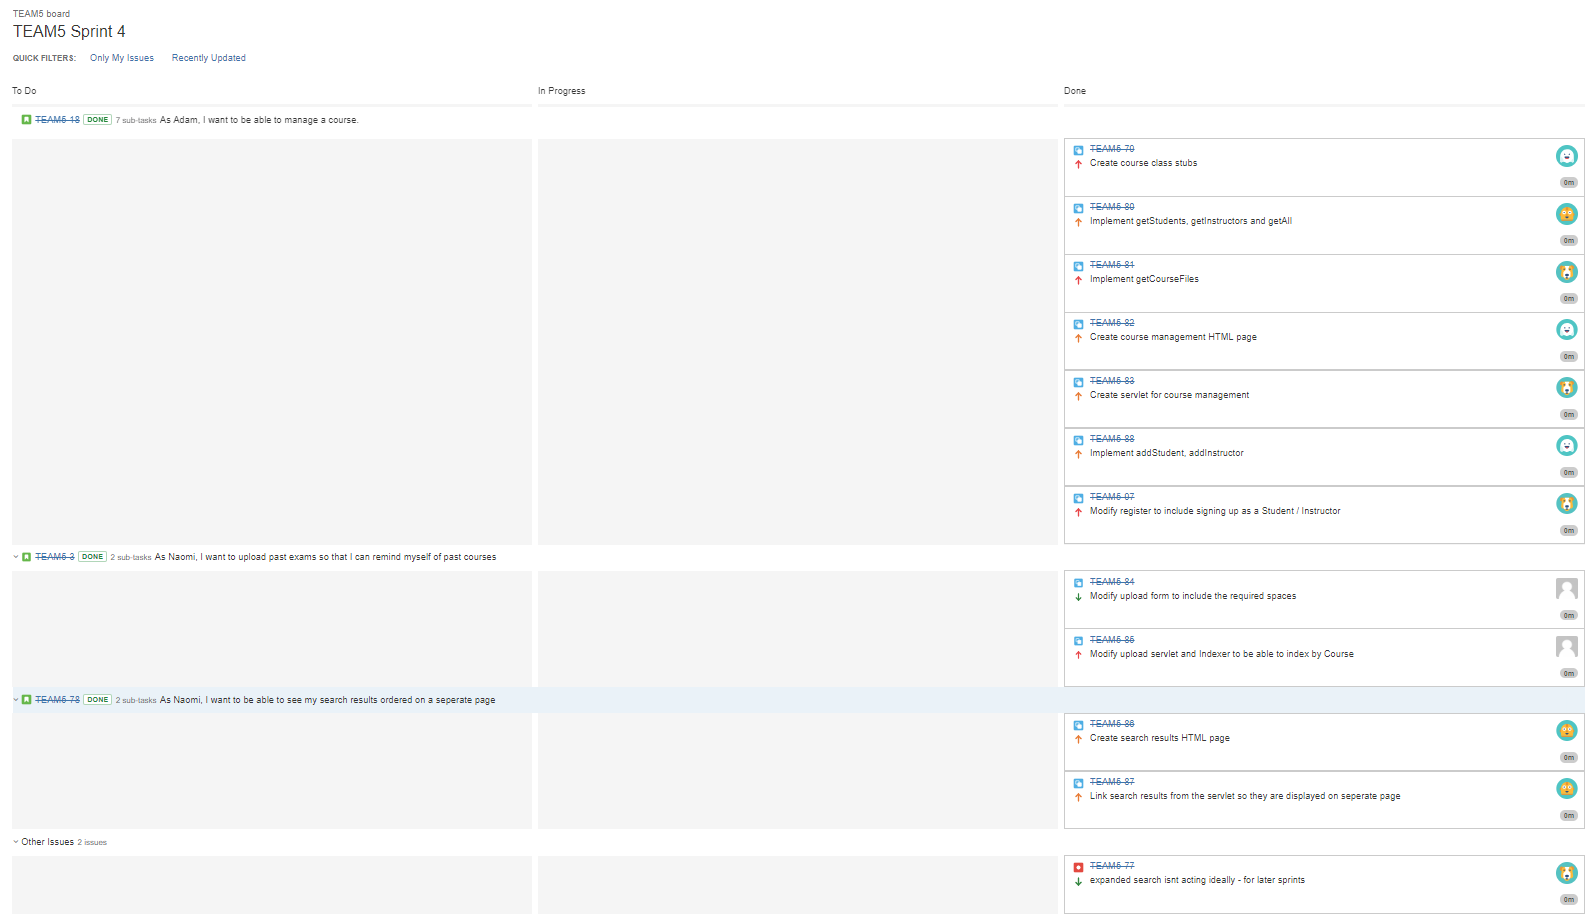 TEAM5 board
TEAM5 Sprint 4
QUICK FILTERS: Only My Issues Recently Updated
To Do In Progress Done
TEAM5-18 DONE 7 sub-tasks As Adam, I want to be able to manage a course.
TEAM5-79
Create course class stubs
0m
TEAM5-80
Implement getStudents, getInstructors and getAll
0m
TEAM5-81
Implement getCourseFiles
0m
TEAM5-82
Create course management HTML page
0m
TEAM5-83
Create servlet for course management
0m
TEAM5-88
Implement addStudent, addInstructor
0m
TEAM5-97
Modify register to include signing up as a Student / Instructor
0m
TEAM5-3 DONE 2 sub-tasks As Naomi, I want to upload past exams so that I can remind myself of past courses
TEAM5-84
Modify upload form to include the required spaces
0m
TEAM5-85
Modify upload servlet and Indexer to be able to index by Course
0m
TEAM5-78 DONE 2 sub-tasks As Naomi, I want to be able to see my search results ordered on a seperate page
TEAM5-86
Create search results HTML page
0m
TEAM5-87
Link search results from the servlet so they are displayed on seperate page
0m
Other Issues 2 issues
TEAM5-77
expanded search isnt acting ideally - for later sprints
0m